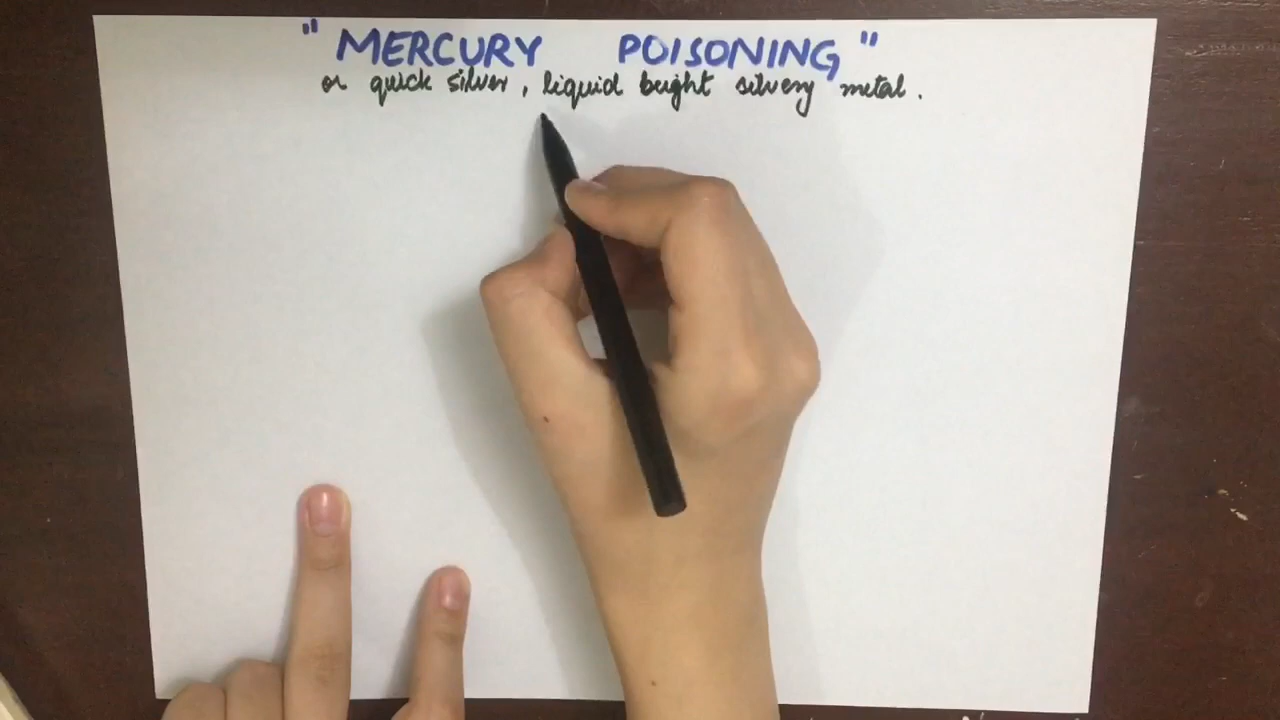 " MERCURY POISONING "
or quick silver, liquid bright silvery metal.